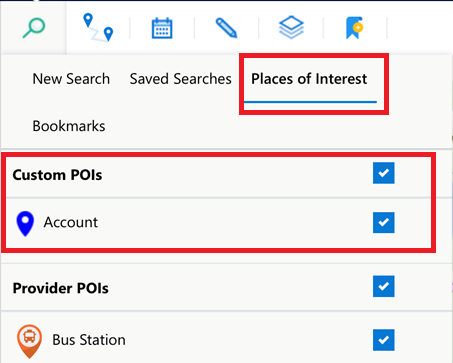 New Search Saved Searches Places of Interest
Bookmarks
Custom POIs
Account
Provider POIs
Bus Station